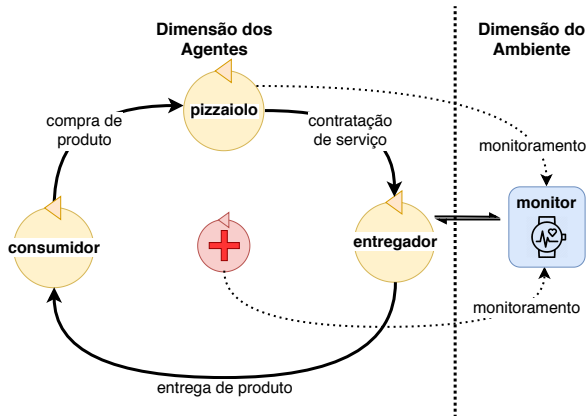 Dimensão dos
Agentes
Dimensão do
Ambiente
pizzaiolo
compra de
produto
contratação
de serviço
monitoramento
monitor
consumidor
entregador
monitoramento
entrega de produto